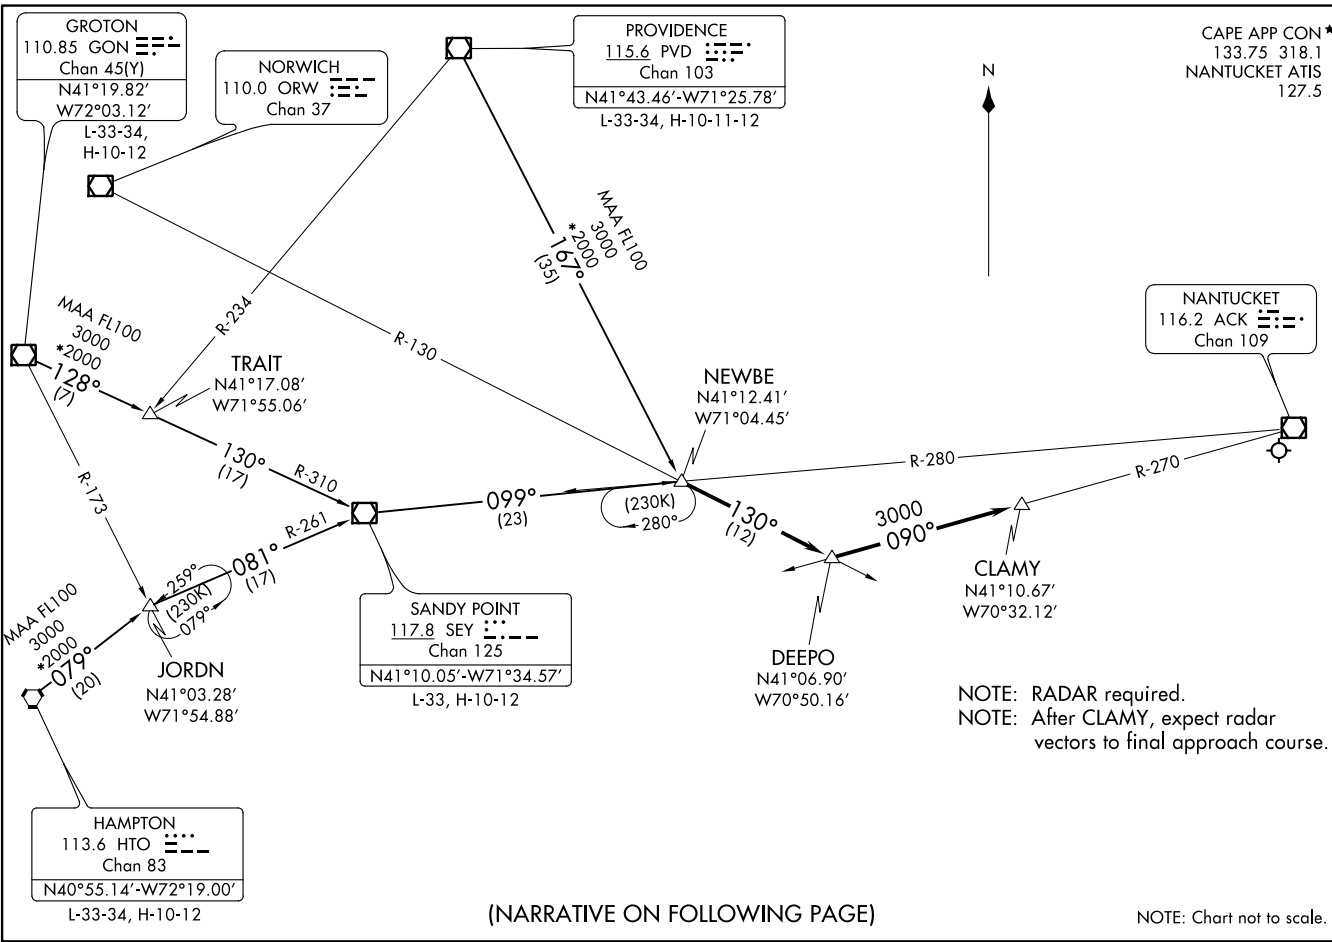 GROTON
110.85 GON
Chan 45(Y)
N41°19.82′
W72°03.12′
L-33-34,
H-10-12
NORWICH
110.0 ORW
Chan 37
PROVIDENCE
115.6 PVD
Chan 103
N41°43.46′-W71°25.78′
L-33-34, H-10-11-12
CAPE APP CON*
133.75 318.1
NANTUCKET ATIS
127.5
N
MAA FL100
3000
*2000
167°
(35)
R-234
R-130
MAA FL100
3000
*2000
128°
(7)
TRAIT
N41°17.08′
W71°55.06′
NEWBE
N41°12.41′
W71°04.45′
NANTUCKET
116.2 ACK
Chan 109
R-280
R-270
130°
(17)
R-310
R-173
099°
(23)
(230K)
280°
130°
(12)
3000
090°
R-261
081°
(17)
259°
(230K)
079°
MAA FL100
3000
*2000
079°
(20)
JORDN
N41°03.28′
W71°54.88′
SANDY POINT
117.8 SEY
Chan 125
N41°10.05′-W71°34.57′
L-33, H-10-12
DEEPO
N41°06.90′
W70°50.16′
CLAMY
N41°10.67′
W70°32.12′
NOTE: RADAR required.
NOTE: After CLAMY, expect radar
vectors to final approach course.
HAMPTON
113.6 HTO
Chan 83
N40°55.14′-W72°19.00′
L-33-34, H-10-12
(NARRATIVE ON FOLLOWING PAGE)
NOTE: Chart not to scale.